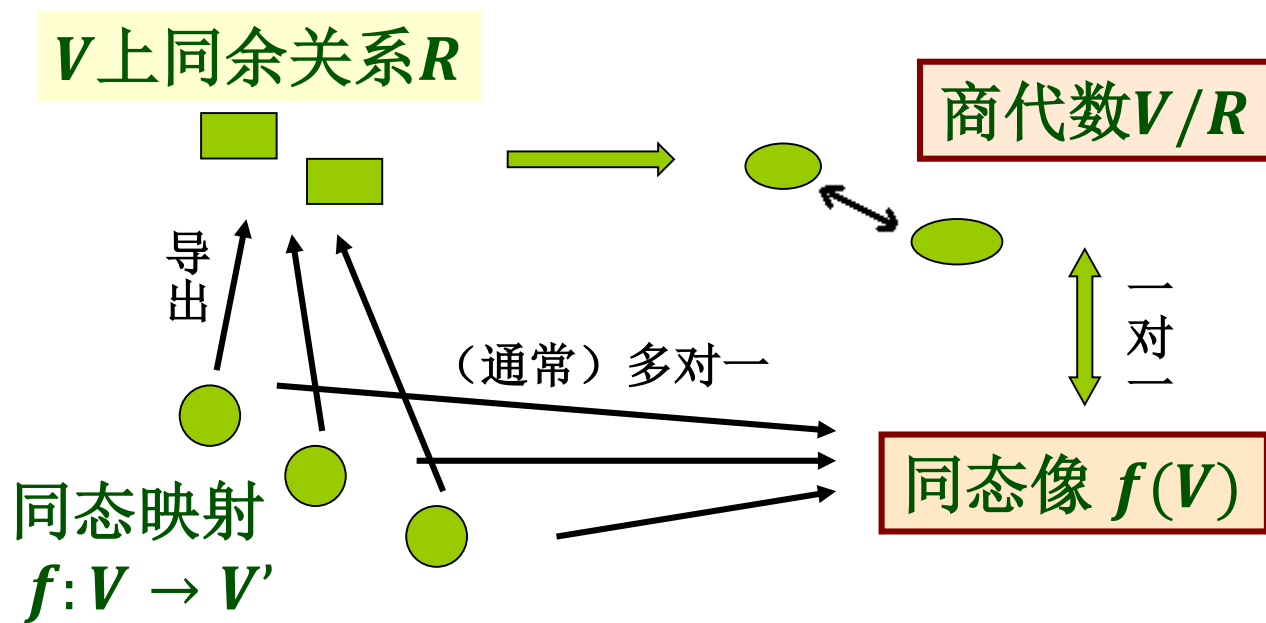 V上同余关系R
商代数V/R
导出
(通常)多对一
一对一
同态像 f(V)
同态映射
f:V → V’